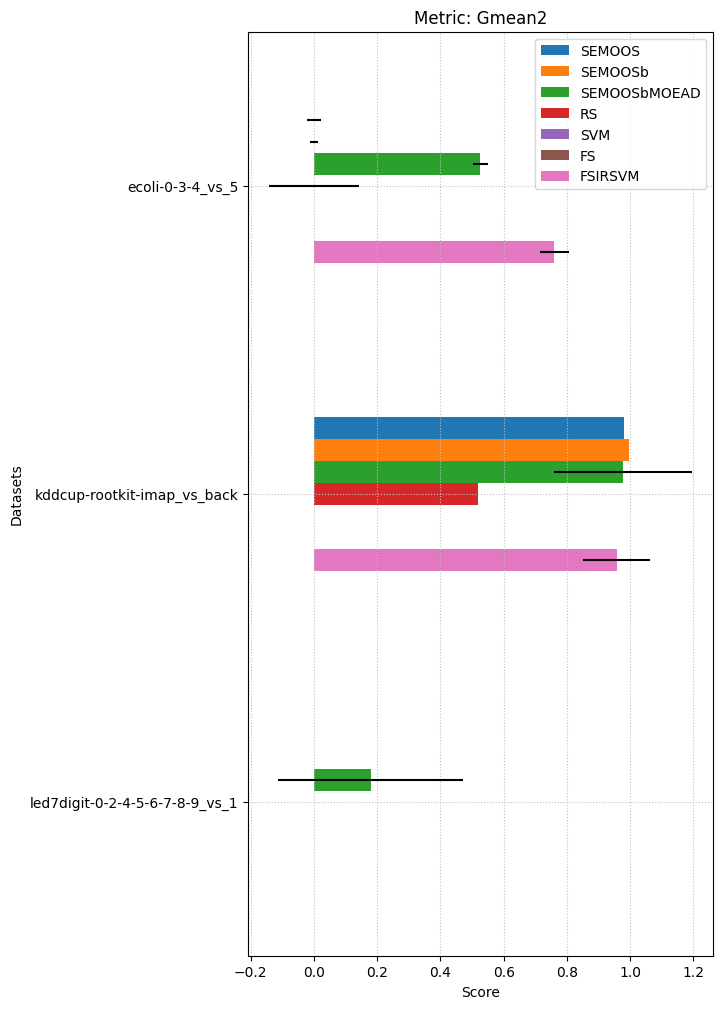 Metric: Gmean2
SEMOOS
SEMOOSb
SEMOOSbMOEAD
RS
SVM
FS
FSIRSVM
ecoli-0-3-4_vs_5
kddcup-rootkit-imap_vs_back
led7digit-0-2-4-5-6-7-8-9_vs_1
Datasets
−0.2 0.0 0.2 0.4 0.6 0.8 1.0 1.2
Score